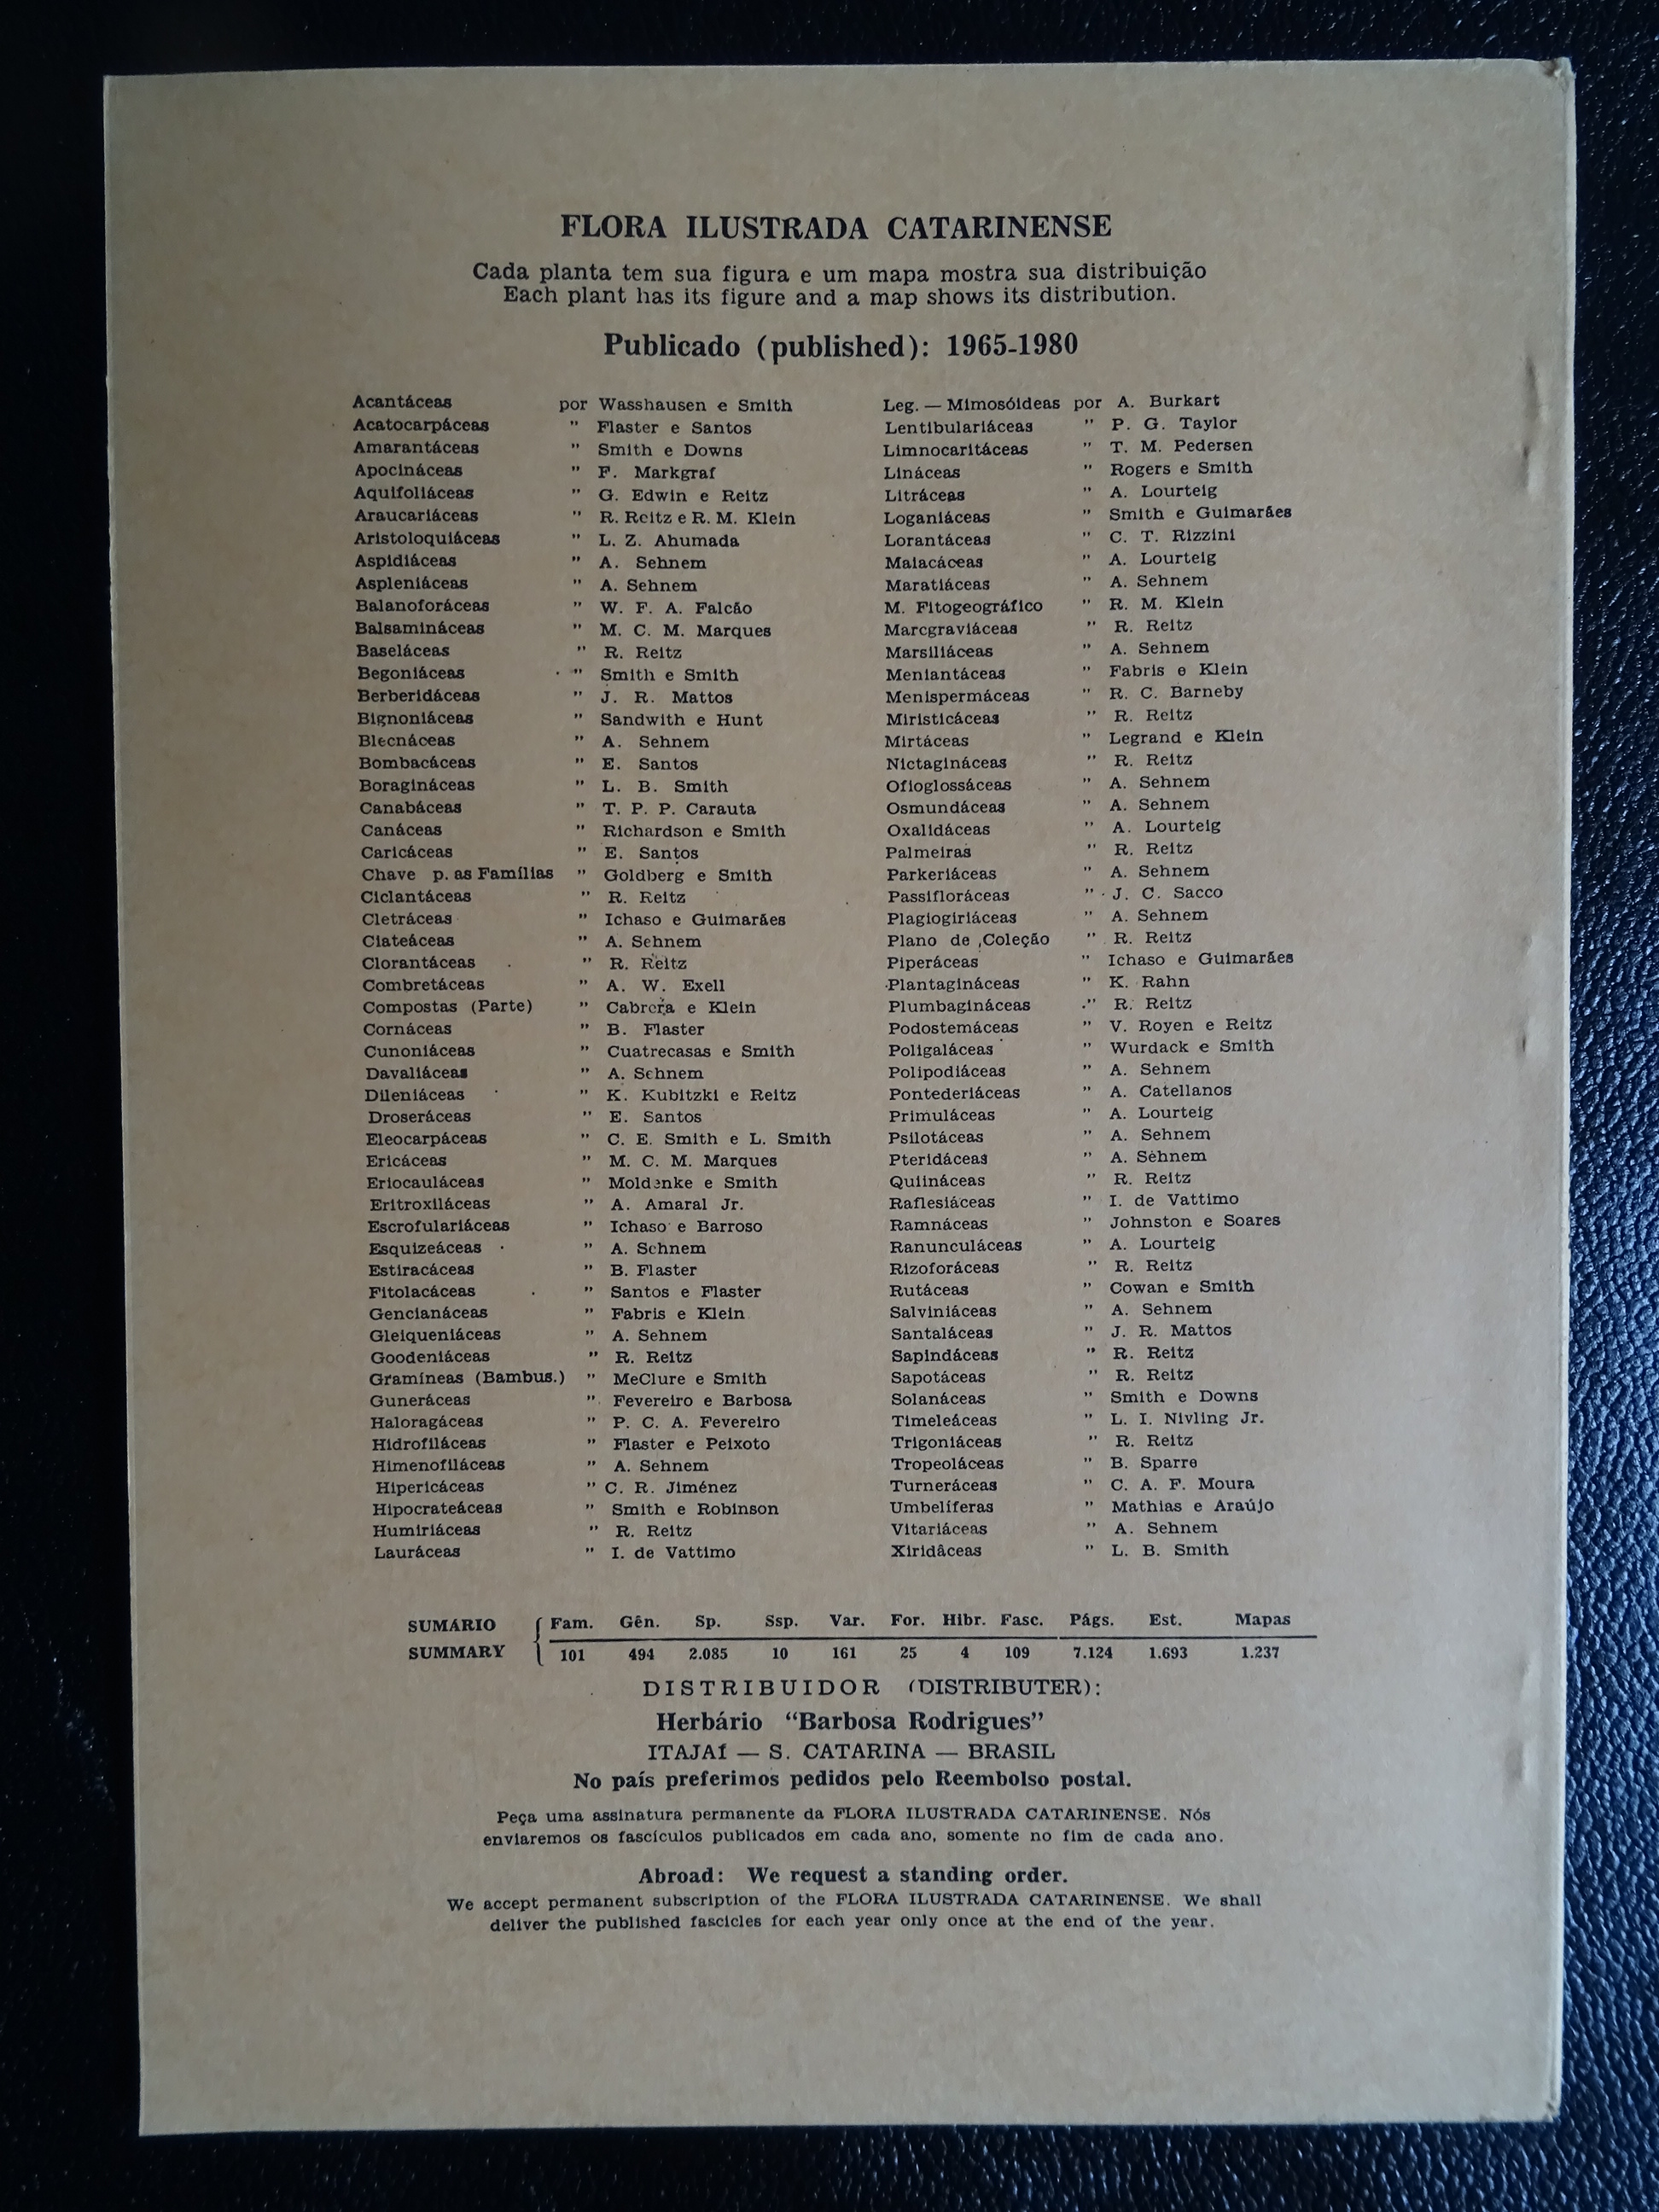 FLORA ILUSTRADA CATARINENSE
Cada planta tem sua figura e um mapa mostra sua distribuição
Each plant has its figure and a map shows its distribution.
Publicado (published): 1965-1980
Acantáceas por Wasshausen e Smith
Acatocarpáceas " Flaster e Santos
Amarantáceas " Smith e Downs
Apocináceas " F. Markgraf
Aquifoliáceas " G. Edwin e Reitz
Araucariáceas " R. Reitz e R. M. Klein
Aristoloquiáceas " L. Z. Ahumada
Aspidiáceas " A. Sehnem
Aspleniáceas " A. Sehnem
Balanoforáceas " W. F. A. Falcão
Balsamináceas " M. C. M. Marques
Baseláceas " R. Reitz
Begoniáceas " Smith e Smith
Berberidáceas " J. R. Mattos
Bignoniáceas " Sandwith e Hunt
Blecnáceas " A. Sehnem
Bombacáceas " E. Santos
Boragináceas " L. B. Smith
Canabáceas " T. P. P. Carauta
Canáceas " Richardson e Smith
Caricáceas " E. Santos
Chave p. as Famílias " Goldberg e Smith
Ciclantáceas " R. Reitz
Cletráceas " Ichaso e Guimarães
Ciateáceas " A. Sehnem
Clorantáceas " R. Reitz
Combretáceas " A. W. Exell
Compostas (Parte) " Cabrera e Klein
Cornáceas " B. Flaster
Cunoniáceas " Cuatrecasas e Smith
Davaliáceas " A. Sehnem
Dileniáceas " K. Kubitzki e Reitz
Droseráceas " E. Santos
Eleocarpáceas " C. E. Smith e L. Smith
Ericáceas " M. C. M. Marques
Eriocauláceas " Moldenke e Smith
Eritroxiláceas " A. Amaral Jr.
Escrofulariáceas " Ichaso e Barroso
Esquizeáceas " A. Sehnem
Estiracáceas " B. Flaster
Fitolacáceas " Santos e Flaster
Gencianáceas " Fabris e Klein
Gleiqueniáceas " A. Sehnem
Goodeniáceas " R. Reitz
Gramíneas (Bambus.) " MeClure e Smith
Guneráceas " Fevereiro e Barbosa
Haloragáceas " P. C. A. Fevereiro
Hidrofiláceas " Flaster e Peixoto
Himenofiláceas " A. Sehnem
Hipericáceas " C. R. Jiménez
Hipocrateáceas " Smith e Robinson
Humiriáceas " R. Reitz
Lauráceas " I. de Vattimo
Leg. — Mimosóideas por A. Burkart
Lentibulariáceas " P. G. Taylor
Limnocaritáceas " T. M. Pedersen
Lináceas " Rogers e Smith
Litráceas " A. Lourteig
Loganiáceas " Smith e Guimarães
Lorantáceas " C. T. Rizzini
Malacáceas " A. Lourteig
Maratiáceas " A. Sehnem
M. Fitogeográfico " R. M. Klein
Marcgraviáceas " R. Reitz
Marsiliáceas " A. Sehnem
Meniantáceas " Fabris e Klein
Menispermáceas " R. C. Barneby
Miristicáceas " R. Reitz
Mirtáceas " Legrand e Klein
Nictagináceas " R. Reitz
Ofioglossáceas " A. Sehnem
Osmundáceas " A. Sehnem
Oxalidáceas " A. Lourteig
Palmeiras " R. Reitz
Parkeriáceas " A. Sehnem
Passifloráceas " J. C. Sacco
Plagiogiriáceas " A. Sehnem
Plano de Coleção " R. Reitz
Piperáceas " Ichaso e Guimarães
Plantagináceas " K. Rahn
Plumbagináceas " R. Reitz
Podostemáceas " V. Royen e Reitz
Poligaláceas " Wurdack e Smith
Polipodiáceas " A. Sehnem
Pontederiáceas " A. Catellanos
Primuláceas " A. Lourteig
Psilotáceas " A. Sehnem
Pteridáceas " A. Sehnem
Quiináceas " R. Reitz
Raflesiáceas " I. de Vattimo
Ramnáceas " Johnston e Soares
Ranunculáceas " A. Lourteig
Rizoforáceas " R. Reitz
Rutáceas " Cowan e Smith
Salviniáceas " A. Sehnem
Santaláceas " J. R. Mattos
Sapindáceas " R. Reitz
Sapotáceas " R. Reitz
Solanáceas " Smith e Downs
Timeleáceas " L. I. Nivling Jr.
Trigoniáceas " R. Reitz
Tropeoláceas " B. Sparre
Turneráceas " C. A. F. Moura
Umbelíferas " Mathias e Araújo
Vitariáceas " A. Sehnem
Xiridâceas " L. B. Smith
SUMÁRIO Fam. Gên. Sp. Ssp. Var. For. Hibr. Fasc. Págs. Est. Mapas
SUMMARY 101 494 2.085 10 161 25 4 109 7.124 1.693 1.237
DISTRIBUIDOR (DISTRIBUTER):
Herbário "Barbosa Rodrigues"
ITAJAÍ — S. CATARINA — BRASIL
No país preferimos pedidos pelo Reembolso postal.
Peça uma assinatura permanente da FLORA ILUSTRADA CATARINENSE. Nós
enviaremos os fascículos publicados em cada ano, somente no fim de cada ano.
Abroad: We request a standing order.
We accept permanent subscription of the FLORA ILUSTRADA CATARINENSE. We shall
deliver the published fascicles for each year only once at the end of the year.